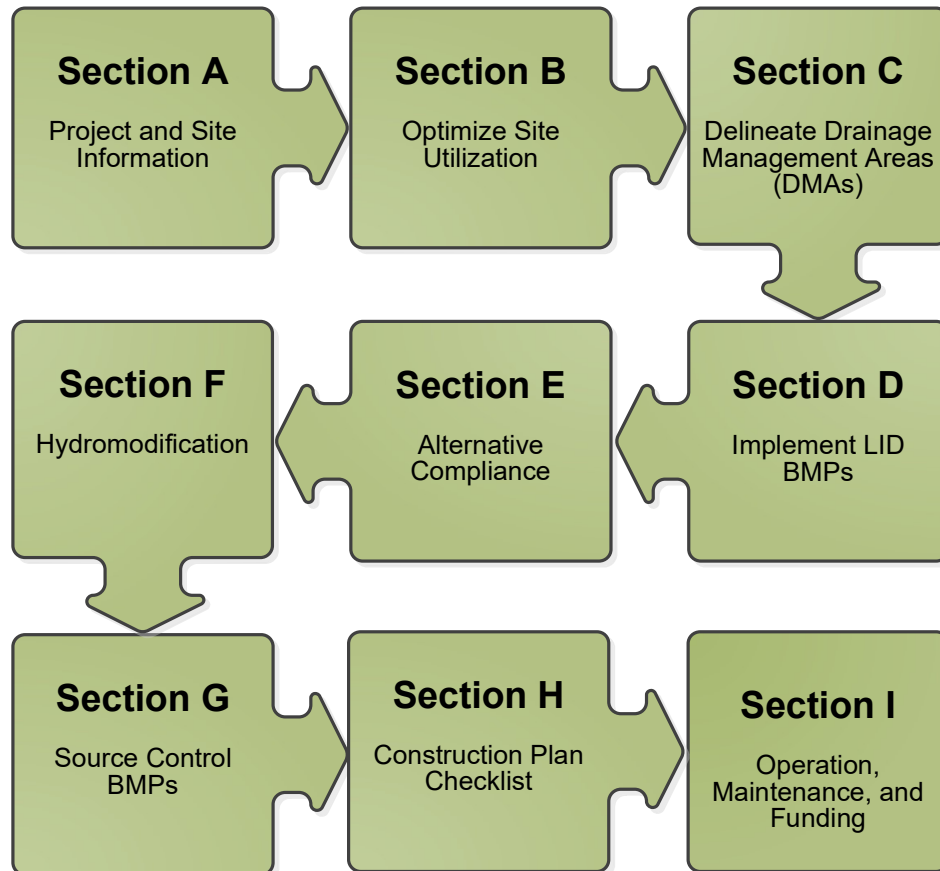 Section A
Project and Site
Information
Section B
Optimize Site
Utilization
Section C
Delineate Drainage
Management Areas
(DMAs)
Section D
Implement LID
BMPs
Section E
Alternative
Compliance
Section F
Hydromodification
Section G
Source Control
BMPs
Section H
Construction Plan
Checklist
Section I
Operation,
Maintenance, and
Funding